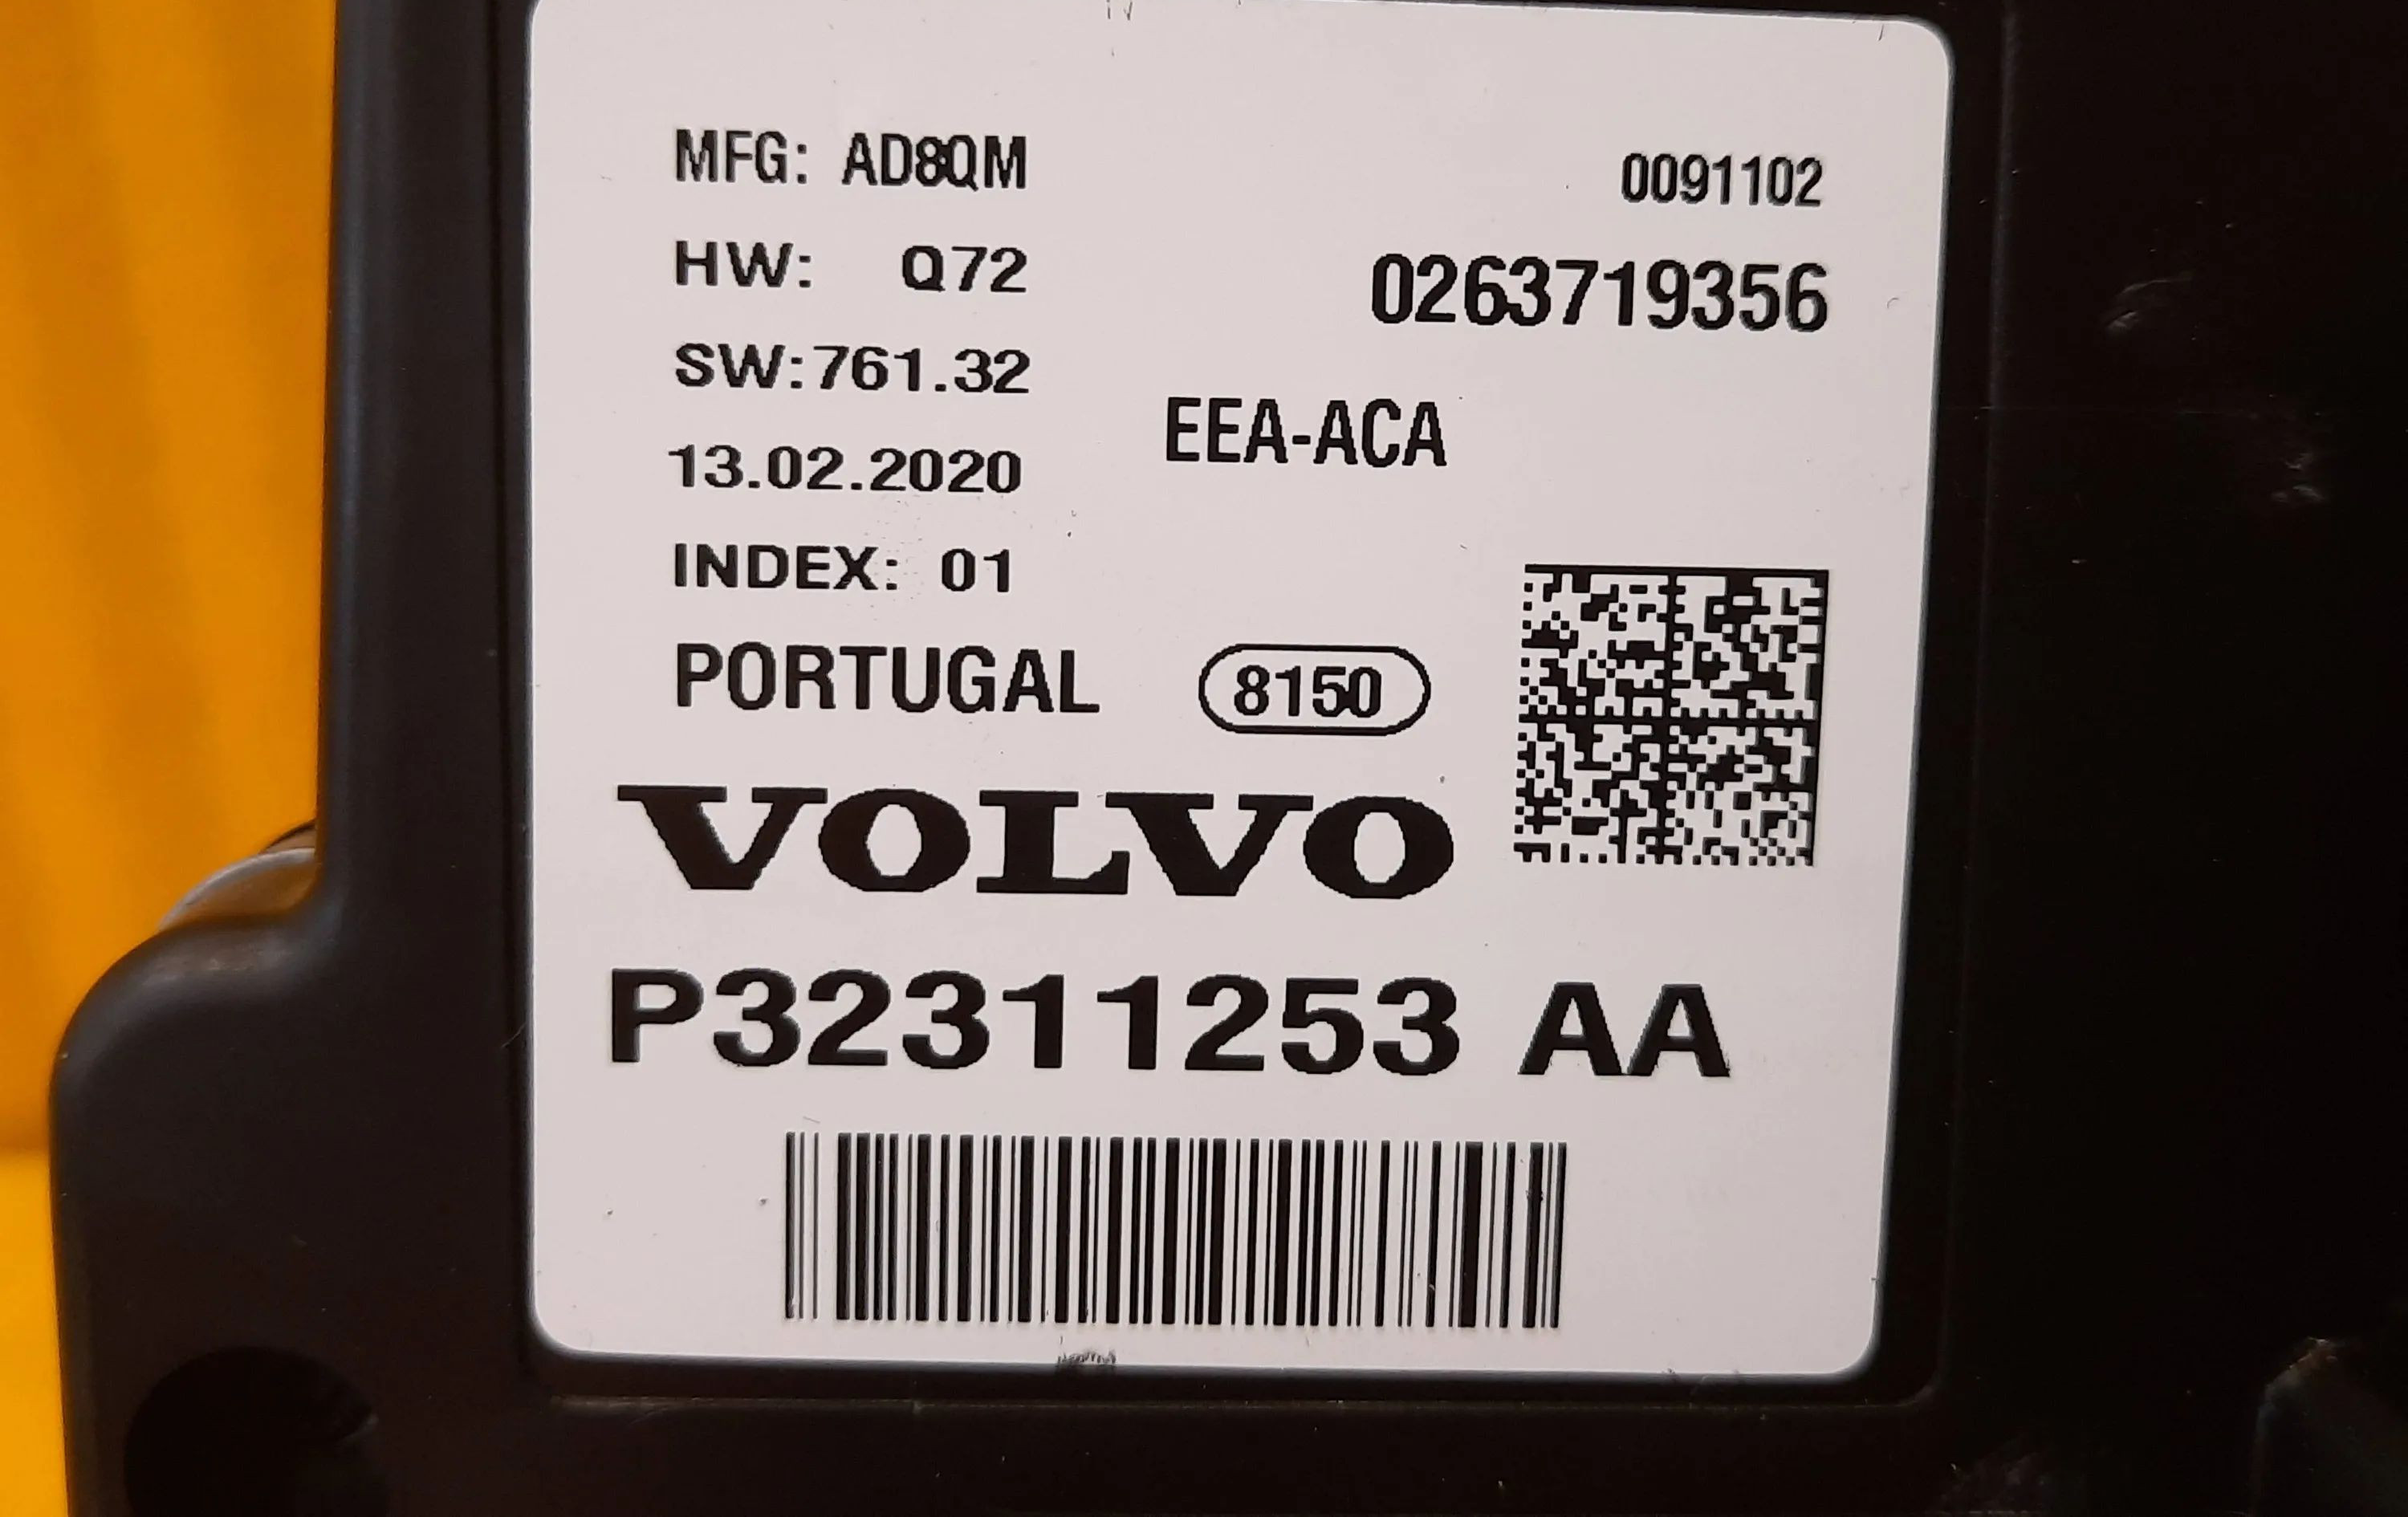 MFG: AD8QM
0091102
HW: Q72
0263719356
SW:761.32
EEA-ACA
13.02.2020
INDEX: 01
PORTUGAL 8150
VOLVO
P32311253 AA